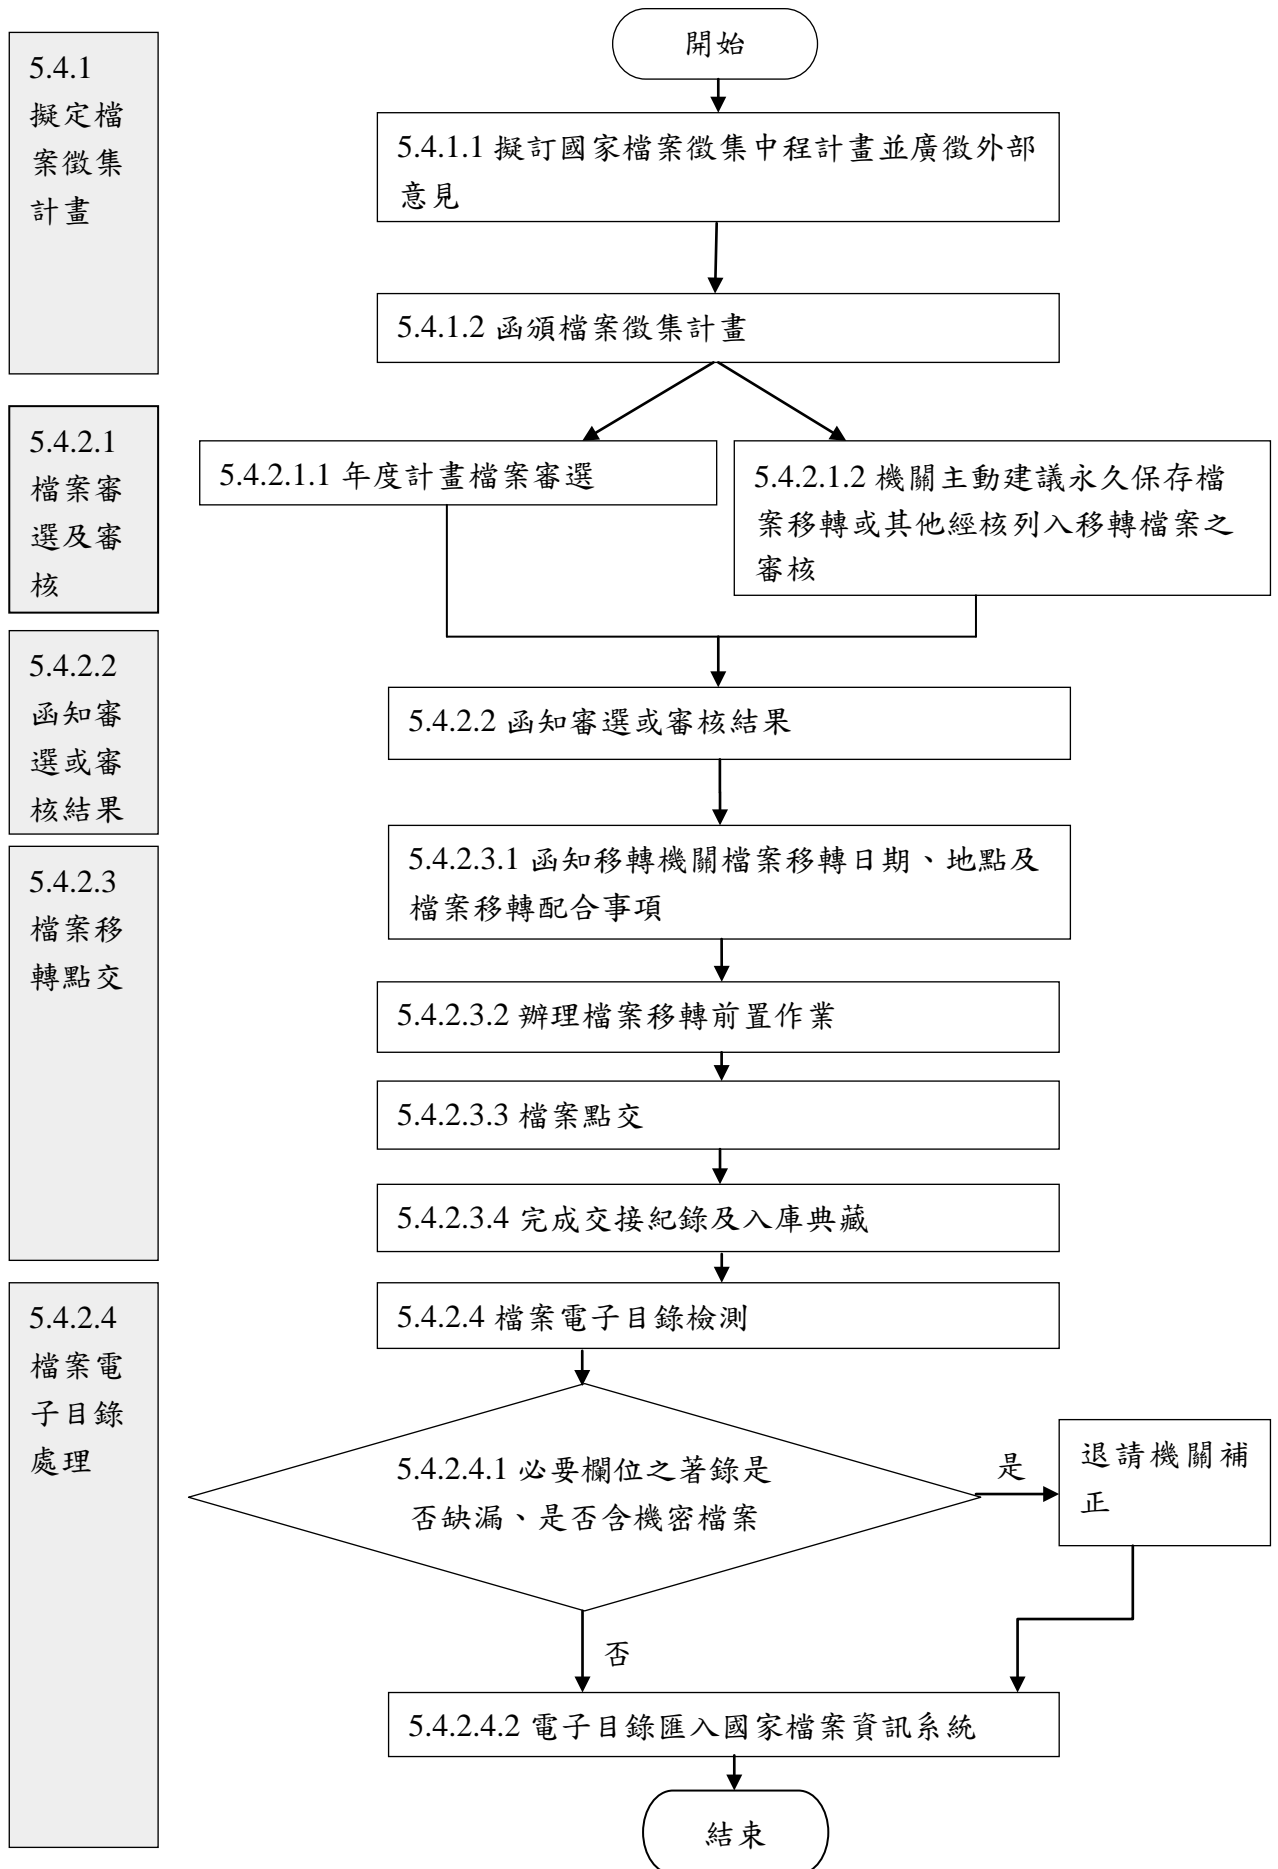 開始
5.4.1
擬定檔
案徵集
計畫
5.4.1.1 擬訂國家檔案徵集中程計畫並廣徵外部
意見
5.4.1.2 函頒檔案徵集計畫
5.4.2.1
檔案審
選及審
核
5.4.2.1.1 年度計畫檔案審選
5.4.2.1.2 機關主動建議永久保存檔
案移轉或其他經核列入移轉檔案之
審核
5.4.2.2
函知審
選或審
核結果
5.4.2.2 函知審選或審核結果
5.4.2.3
檔案移
轉點交
5.4.2.3.1 函知移轉機關檔案移轉日期、地點及
檔案移轉配合事項
5.4.2.3.2 辦理檔案移轉前置作業
5.4.2.3.3 檔案點交
5.4.2.3.4 完成交接紀錄及入庫典藏
5.4.2.4
檔案電
子目錄
處理
5.4.2.4 檔案電子目錄檢測
5.4.2.4.1 必要欄位之著錄是
否缺漏、是否含機密檔案
是
退請機關補
正
否
5.4.2.4.2 電子目錄匯入國家檔案資訊系統
結束